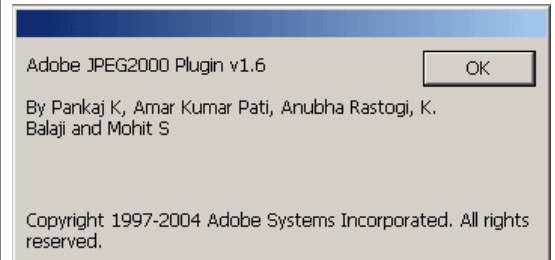 Adobe JPEG2000 Plugin v1.6
OK
By Pankaj K, Amar Kumar Pati, Anubha Rastogi, K.
Balaji and Mohit S
Copyright 1997-2004 Adobe Systems Incorporated. All rights
reserved.